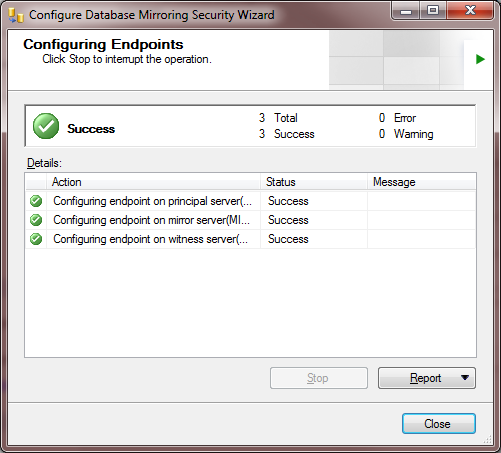 Configure Database Mirroring Security Wizard
Configuring Endpoints
Click Stop to interrupt the operation.
Success 3 Total 0 Error
3 Success 0 Warning
Details:
Action Status Message
Configuring endpoint on principal server(... Success
Configuring endpoint on mirror server(MI... Success
Configuring endpoint on witness server(... Success
Stop Report
Close